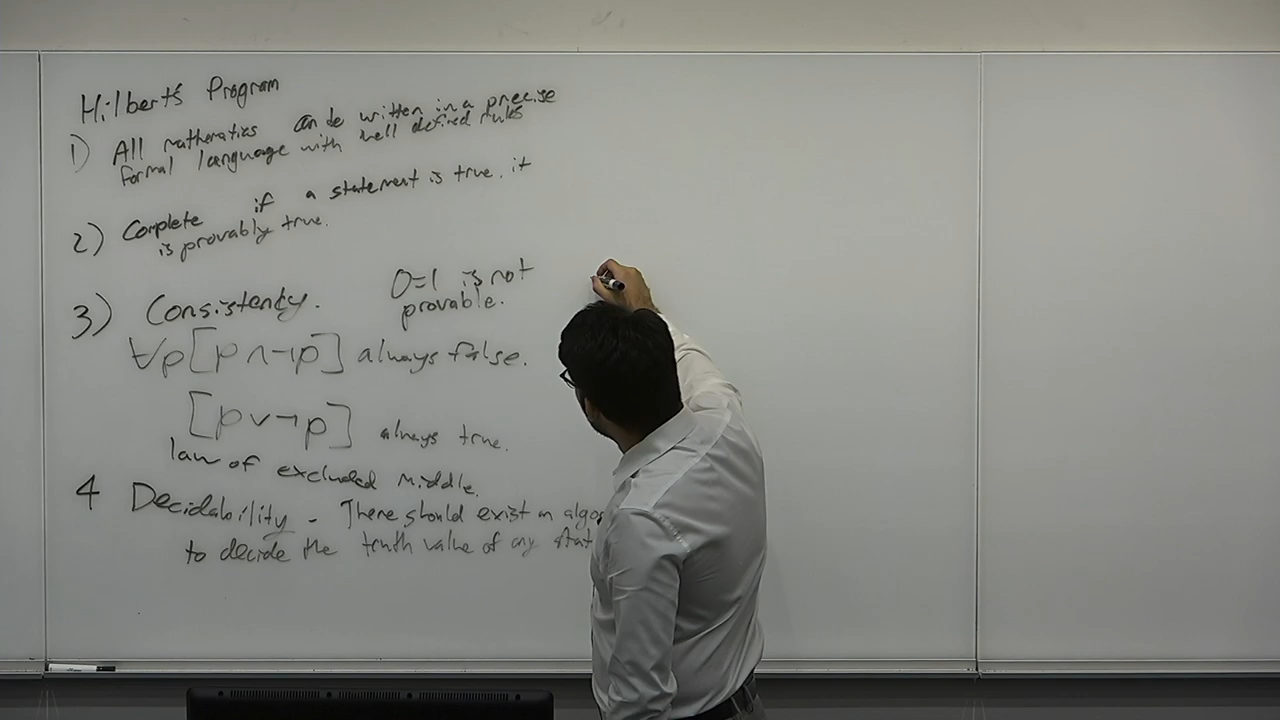 Hilbert's Program
1) All mathematics can be written in a precise
formal language with well defined rules
2) Complete if a statement is true, it
is provably true.
3) Consistency. 0=1 is not
provable.
∀p[p ∧ ¬p] always false.
[p ∨ ¬p] always true.
law of excluded middle.
4 Decidability - There should exist an algo
to decide the truth value of any stat